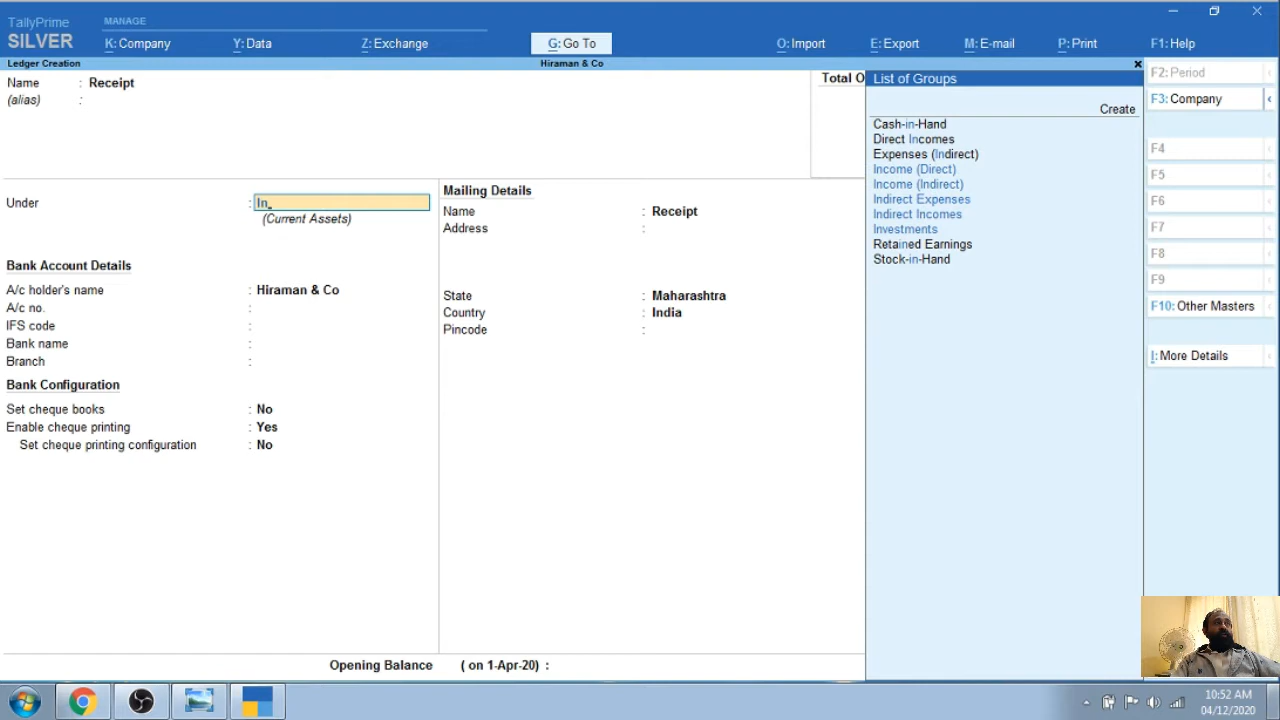 TallyPrime
SILVER
MANAGE
K: Company
Y: Data
Z: Exchange
G: Go To
O: Import
E: Export
M: E-mail
P: Print
F1: Help
Ledger Creation
Hiraman & Co
Name : Receipt
(alias) :
Total O
Under : In
(Current Assets)
Bank Account Details
A/c holder's name : Hiraman & Co
A/c no. :
IFS code :
Bank name :
Branch :
Bank Configuration
Set cheque books : No
Enable cheque printing : Yes
Set cheque printing configuration : No
Mailing Details
Name : Receipt
Address :
State : Maharashtra
Country : India
Pincode :
Opening Balance ( on 1-Apr-20) :
List of Groups
Create
Cash-in-Hand
Direct Incomes
Expenses (Indirect)
Income (Direct)
Income (Indirect)
Indirect Expenses
Indirect Incomes
Investments
Retained Earnings
Stock-in-Hand
F2: Period
F3: Company
F4
F5
F6
F7
F8
F9
F10: Other Masters
I: More Details
10:52 AM
04/12/2020